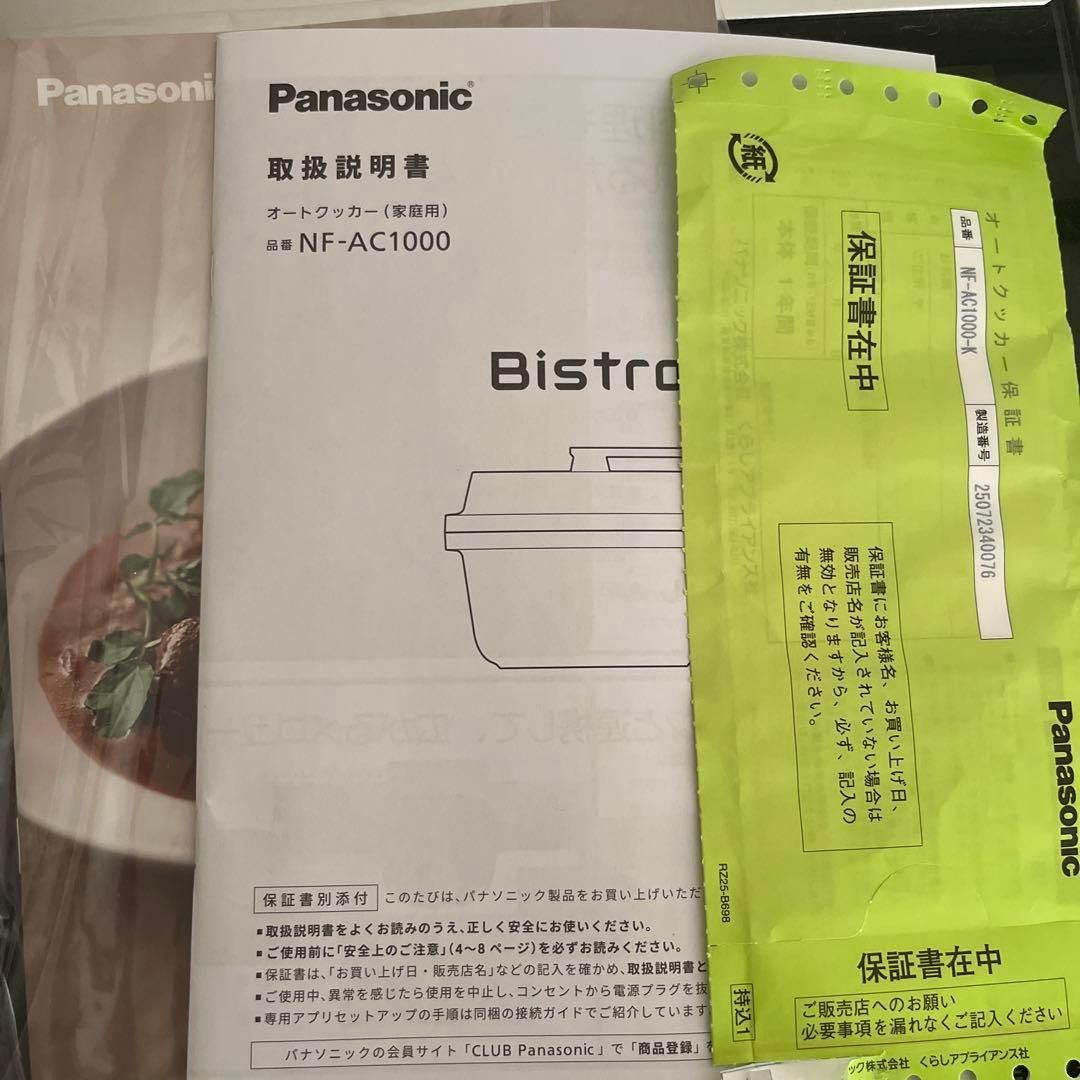 Panasoni
Panasonic
取扱説明書
オートクッカー（家庭用）
品番 NF-AC1000
Bistro
保証書別添付 このたびは、パナソニック製品をお買い上げいただ
■取扱説明書をよくお読みのうえ、正しく安全にお使いください。
■ご使用前に「安全上のご注意」（4～8 ページ）を必ずお読みください。
■保証書は、「お買い上げ日・販売店名」などの記入を確かめ、取扱説明書と
■ご使用中、異常を感じたら使用を中止し、コンセントから電源プラグを抜
■専用アプリセットアップの手順は同梱の接続ガイドでご紹介しています
パナソニックの会員サイト「CLUB Panasonic」で「商品登録」を
紙
オートクッカー保証書
品番 NF-AC1000-K 製造番号 25072340076
保証書在中
保証書にお客様名、お買い上げ日、
販売店名が記入されていない場合は
無効となりますから、必ず、記入の
有無をご確認ください。
本体 1年間
Panasonic
RZ25-B698
保証書在中
持込1
ご販売店へのお願い
必要事項を漏れなくご記入ください
ック株式会社 くらしアプライアンス社